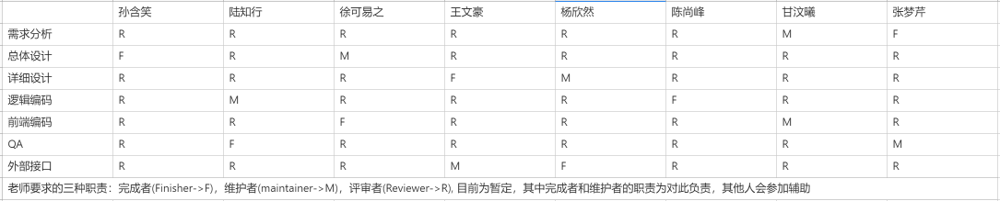 孙含笑 陆知行 徐可易之 王文豪 杨欣然 陈尚峰 甘汶曦 张梦芹
需求分析 R R R R R R M F
总体设计 F R M R R R R R
详细设计 R R R F M R R R
逻辑编码 R M R R R F R R
前端编码 R R F R R R M R
QA R F R R R R R M
外部接口 R R R M F R R R
老师要求的三种职责：完成者(Finisher->F)，维护者(maintainer->M)，评审者(Reviewer->R), 目前为暂定，其中完成者和维护者的职责为对此负责，其他人会参加辅助